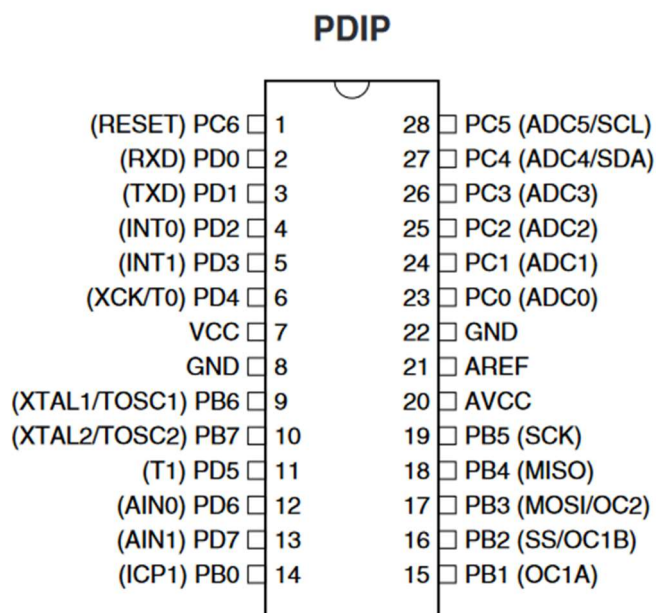 PDIP
(RESET) PC6 1 28 PC5 (ADC5/SCL)
(RXD) PD0 2 27 PC4 (ADC4/SDA)
(TXD) PD1 3 26 PC3 (ADC3)
(INT0) PD2 4 25 PC2 (ADC2)
(INT1) PD3 5 24 PC1 (ADC1)
(XCK/T0) PD4 6 23 PC0 (ADC0)
VCC 7 22 GND
GND 8 21 AREF
(XTAL1/TOSC1) PB6 9 20 AVCC
(XTAL2/TOSC2) PB7 10 19 PB5 (SCK)
(T1) PD5 11 18 PB4 (MISO)
(AIN0) PD6 12 17 PB3 (MOSI/OC2)
(AIN1) PD7 13 16 PB2 (SS/OC1B)
(ICP1) PB0 14 15 PB1 (OC1A)